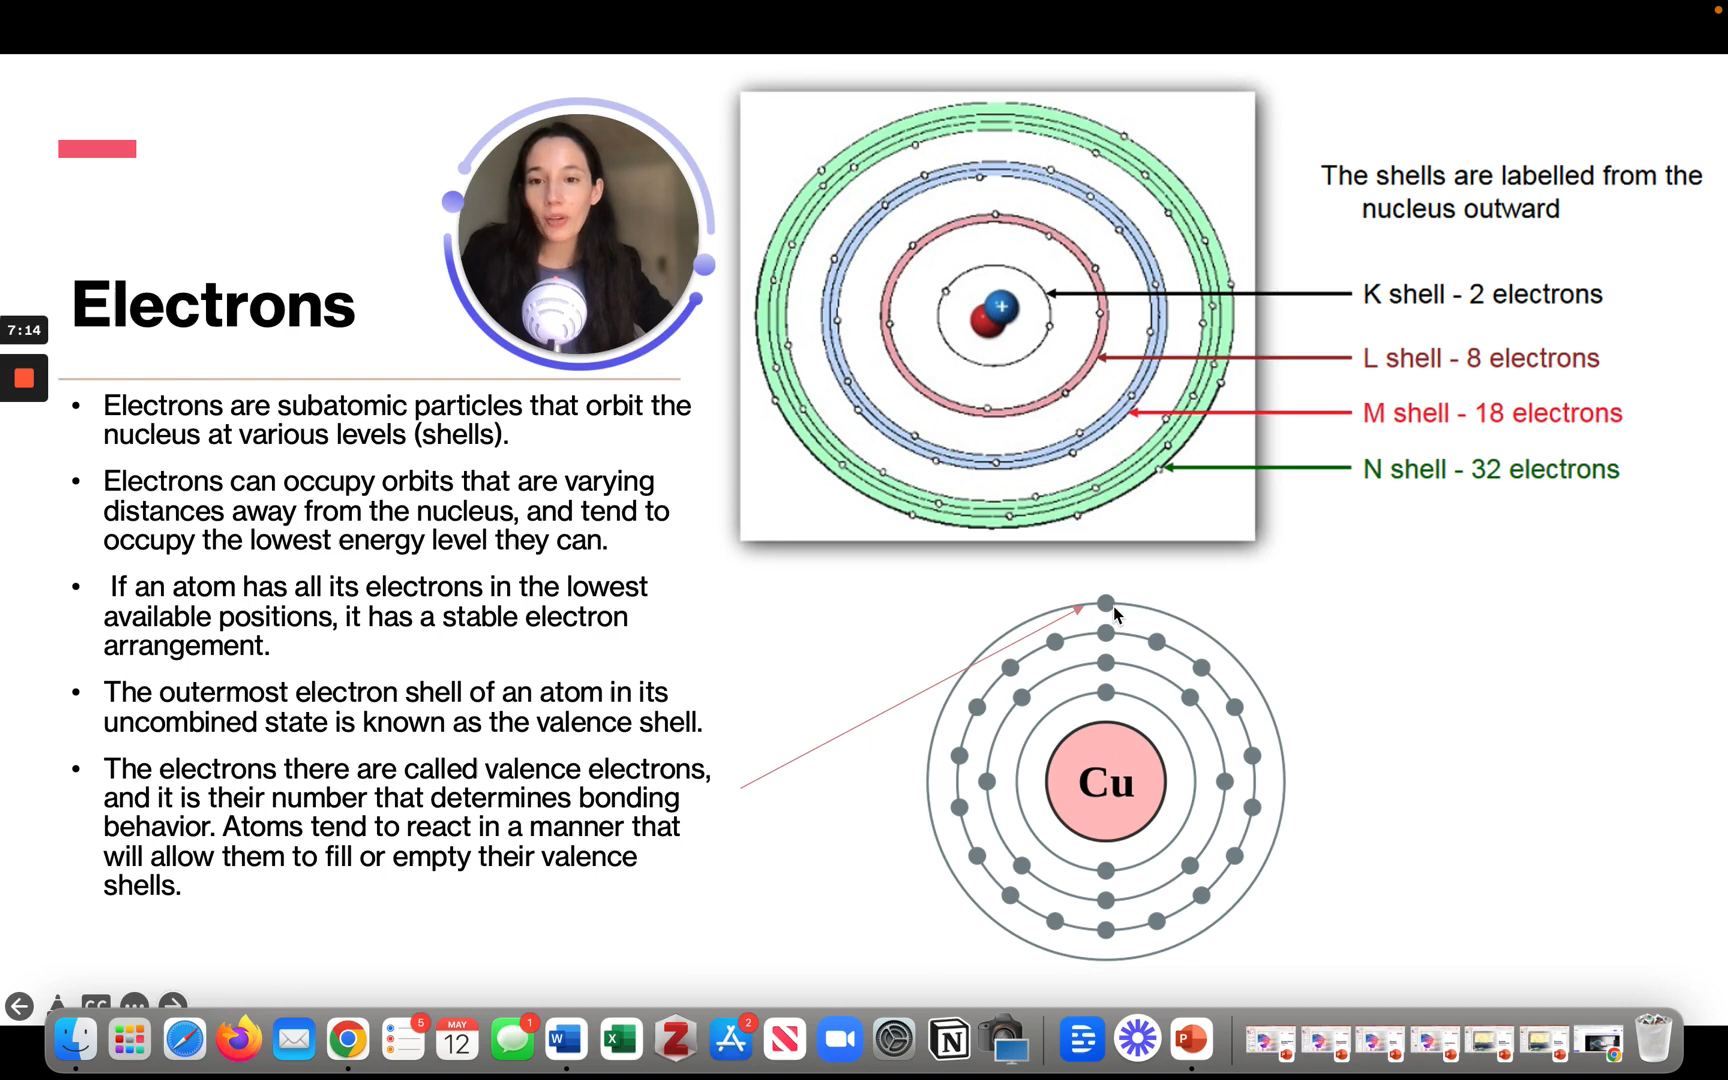 Electrons
7:14
• Electrons are subatomic particles that orbit the
nucleus at various levels (shells).
• Electrons can occupy orbits that are varying
distances away from the nucleus, and tend to
occupy the lowest energy level they can.
• If an atom has all its electrons in the lowest
available positions, it has a stable electron
arrangement.
• The outermost electron shell of an atom in its
uncombined state is known as the valence shell.
• The electrons there are called valence electrons,
and it is their number that determines bonding
behavior. Atoms tend to react in a manner that
will allow them to fill or empty their valence
shells.
+
The shells are labelled from the
nucleus outward
K shell - 2 electrons
L shell - 8 electrons
M shell - 18 electrons
N shell - 32 electrons
Cu
CC
5
MAY
12
1
W
X
Z
2
N
P